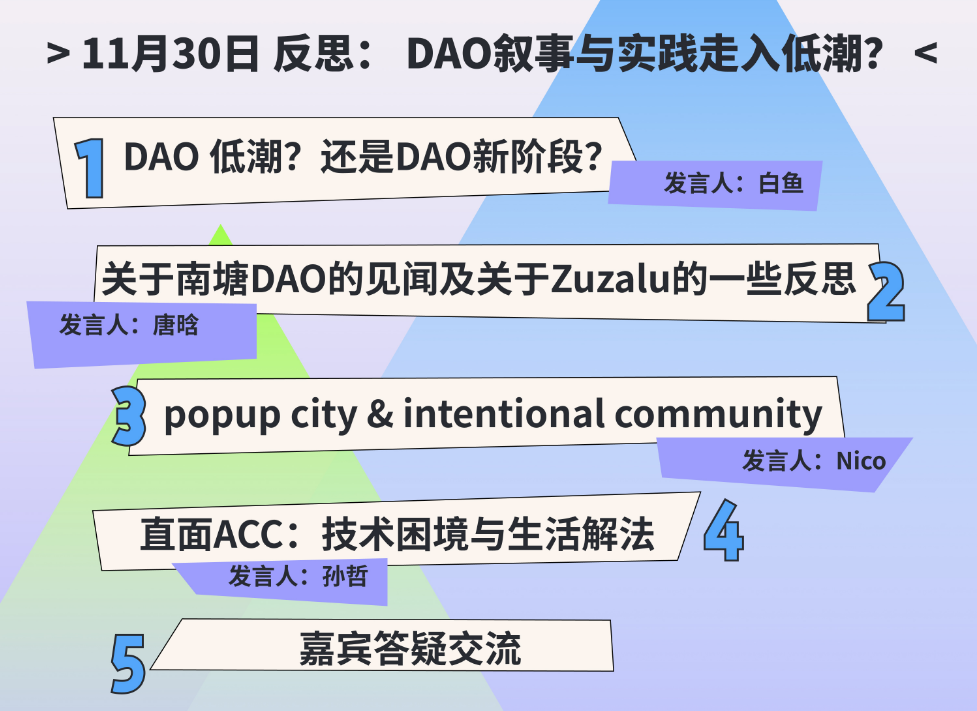 > 11月30日 反思： DAO叙事与实践走入低潮？ <
1 DAO 低潮？还是DAO新阶段？
发言人：白鱼
关于南塘DAO的见闻及关于Zuzalu的一些反思 2
发言人：唐晗
3 popup city & intentional community
发言人：Nico
直面ACC：技术困境与生活解法 4
发言人：孙哲
5 嘉宾答疑交流